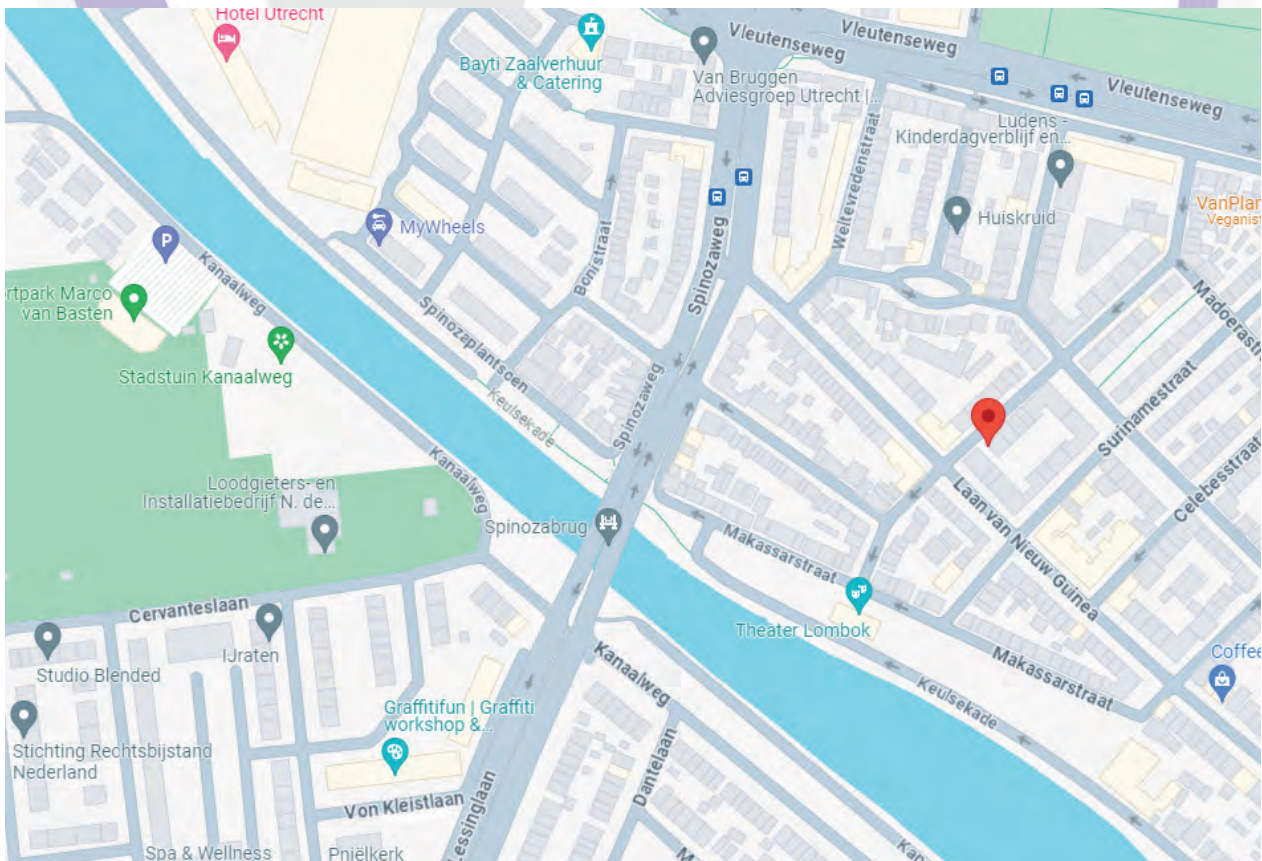 Hotel Utrecht
Bayti Zaalverhuur
& Catering
Van Bruggen
Adviesgroep Utrecht |...
Vleutenseweg
Vleutenseweg
Vleutenseweg
Ludens -
Kinderdagverblijf en...
Weltevredenstraat
Huiskruid
VanPlan
Veganist
MyWheels
Bonistraat
Spinozaweg
P
Kanaalweg
rtpark Marco
van Basten
Stadstuin Kanaalweg
Spinozaplantsoen
Keulsekade
Spinozaweg
Madoerastr
Surinamestraat
Celebesstraat
Kanaalweg
Loodgieters- en
Installatiebedrijf N. de...
Spinozabrug
Laan van Nieuw Guinea
Makassarstraat
Theater Lombok
Makassarstraat
Coffee
Keulsekade
Cervanteslaan
IJraten
Studio Blended
Kanaalweg
Graffitifun | Graffiti
workshop &...
Stichting Rechtsbijstand
Nederland
Dantelaan
Von Kleistlaan
Lessinglaan
Spa & Wellness
Pniëlkerk
M
Kan